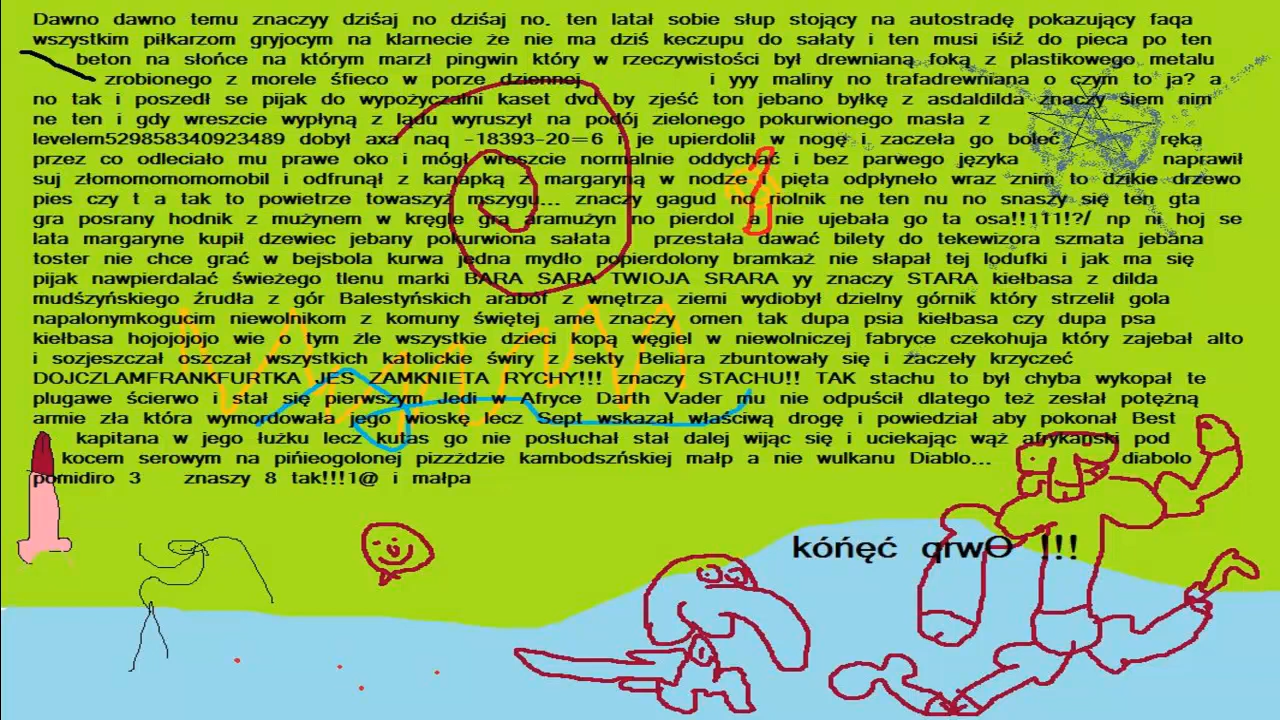 Dawno dawno temu znaczyy dziśaj no dziśaj no. ten latał sobie słup stojący na autostradę pokazujący faqa
wszystkim piłkarzom gryjocym na klarnecie że nie ma dziś keczupu do sałaty i ten musi iśiź do pieca po ten
beton na słońce na którym marzł pingwin który w rzeczywistości był drewnianą foką z plastikowego metalu
zrobionego z morele śfieco w porze dziennej i yyy maliny no trafadrewniana o czym to ja? a
no tak i poszedł se pijak do wypożyczalni kaset dvd by zjeść ton jebano byłkę z asdaldilda znaczy siem nim
ne ten i gdy wreszcie wypłyną z lądu wyruszył na podój zielonego pokurwionego masła z
levelem529858340923489 dobył axa naq -18393-20=6 i je upierdolił w nogę i zaczeła go boleć ręka
przez co odleciało mu prawe oko i mógł wreszcie normalnie oddychać i bez parwego języka naprawił
suj złomomomomomobil i odfrunął z kanapką z margaryną w nodze i pięta odpłyneło wraz znim to dzikie drzewo
pies czy t a tak to powietrze towaszyż mszygu... znaczy gagud no riolnik ne ten nu no snaszy się ten gta
gra posrany hodnik z mużynem w kręgle grą aramużyn no pierdol a nie ujebała go ta osa!!111!?/ np ni hoj se
lata margaryne kupił dzewiec jebany pokurwiona sałata przestała dawać bilety do tekewizora szmata jebana
toster nie chce grać w bejsbola kurwa jedna mydło popierdolony bramkaż nie słapał tej lodufki i jak ma się
pijak nawpierdalać świeżego tlenu marki BARA SARA TWIOJA SRARA yy znaczy STARA kiełbasa z dilda
mudśzyńskiego źrudła z gór Balestyńskich arabof z wnętrza ziemi wydiobył dzielny górnik który strzelił gola
napalonymkogucim niewolnikom z komuny świętej amn znaczy omen tak dupa psia kiełbasa czy dupa psa
kiełbasa hojojojojo wie o tym żle wszystkie dzieci kopą węgiel w niewolniczej fabryce czekohuja który zajebał alto
i sozjeszczał oszczał wszystkich katolickie świry z sekty Beliara zbuntowały się i zaczeły krzyczeć
DOJCZLAMFRANKFURTKA JES ZAMKNIETA RYCHY!!! znaczy STACHU!! TAK stachu to był chyba wykopał te
plugawe ścierwo i stał się pierwszym Jedi w Afryce Darth Vader mu nie odpuścił dlatego też zesłał potężną
armie zła która wymordowała jego wioskę lecz Sept wskazał właściwą drogę i powiedział aby pokonał Best
kapitana w jego łużku lecz kutas go nie posłuchał stał dalej wijąc się i uciekając wąż afrykański pod
kocem serowym na pińieogolonej pizzżdzie kambodszńskiej małp a nie wulkanu Diablo... diabolo
pomidiro 3 znaszy 8 tak!!!1@ i małpa
kóńęć qrwO !!!